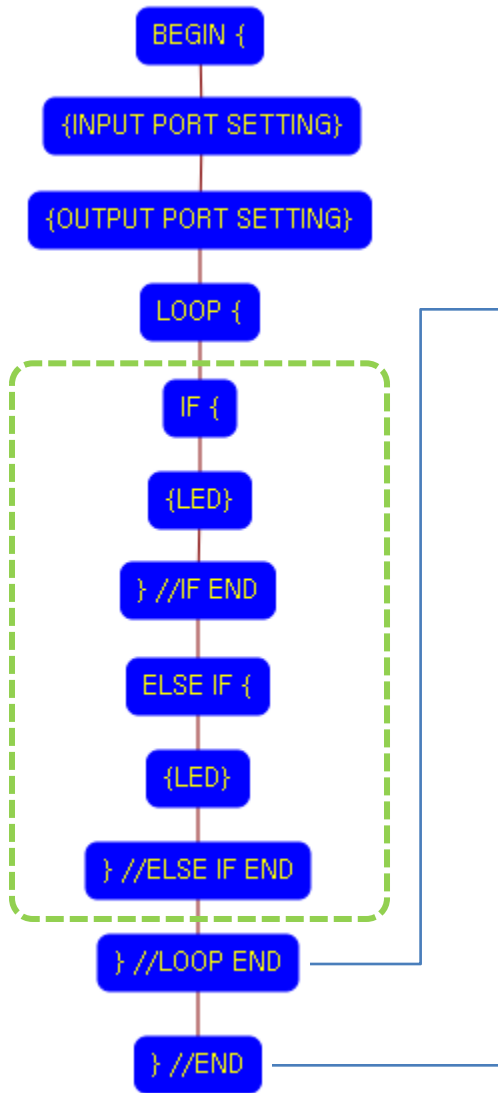 BEGIN {
{INPUT PORT SETTING}
{OUTPUT PORT SETTING}
LOOP {
IF {
{LED}
} //IF END
ELSE IF {
{LED}
} //ELSE IF END
} //LOOP END
} //END